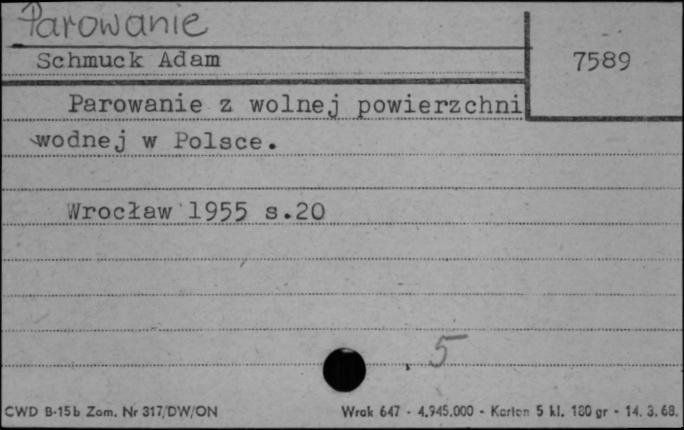 Parowanie
Schmuck Adam
7589
Parowanie z wolnej powierzchni
wodnej w Polsce.
Wrocław 1955 s.20
5
CWD B-15b Zam. Nr 317/DW/ON
Wrak 647 - 4.945.000 - Karton 5 kl. 180 gr - 14. 3. 68.